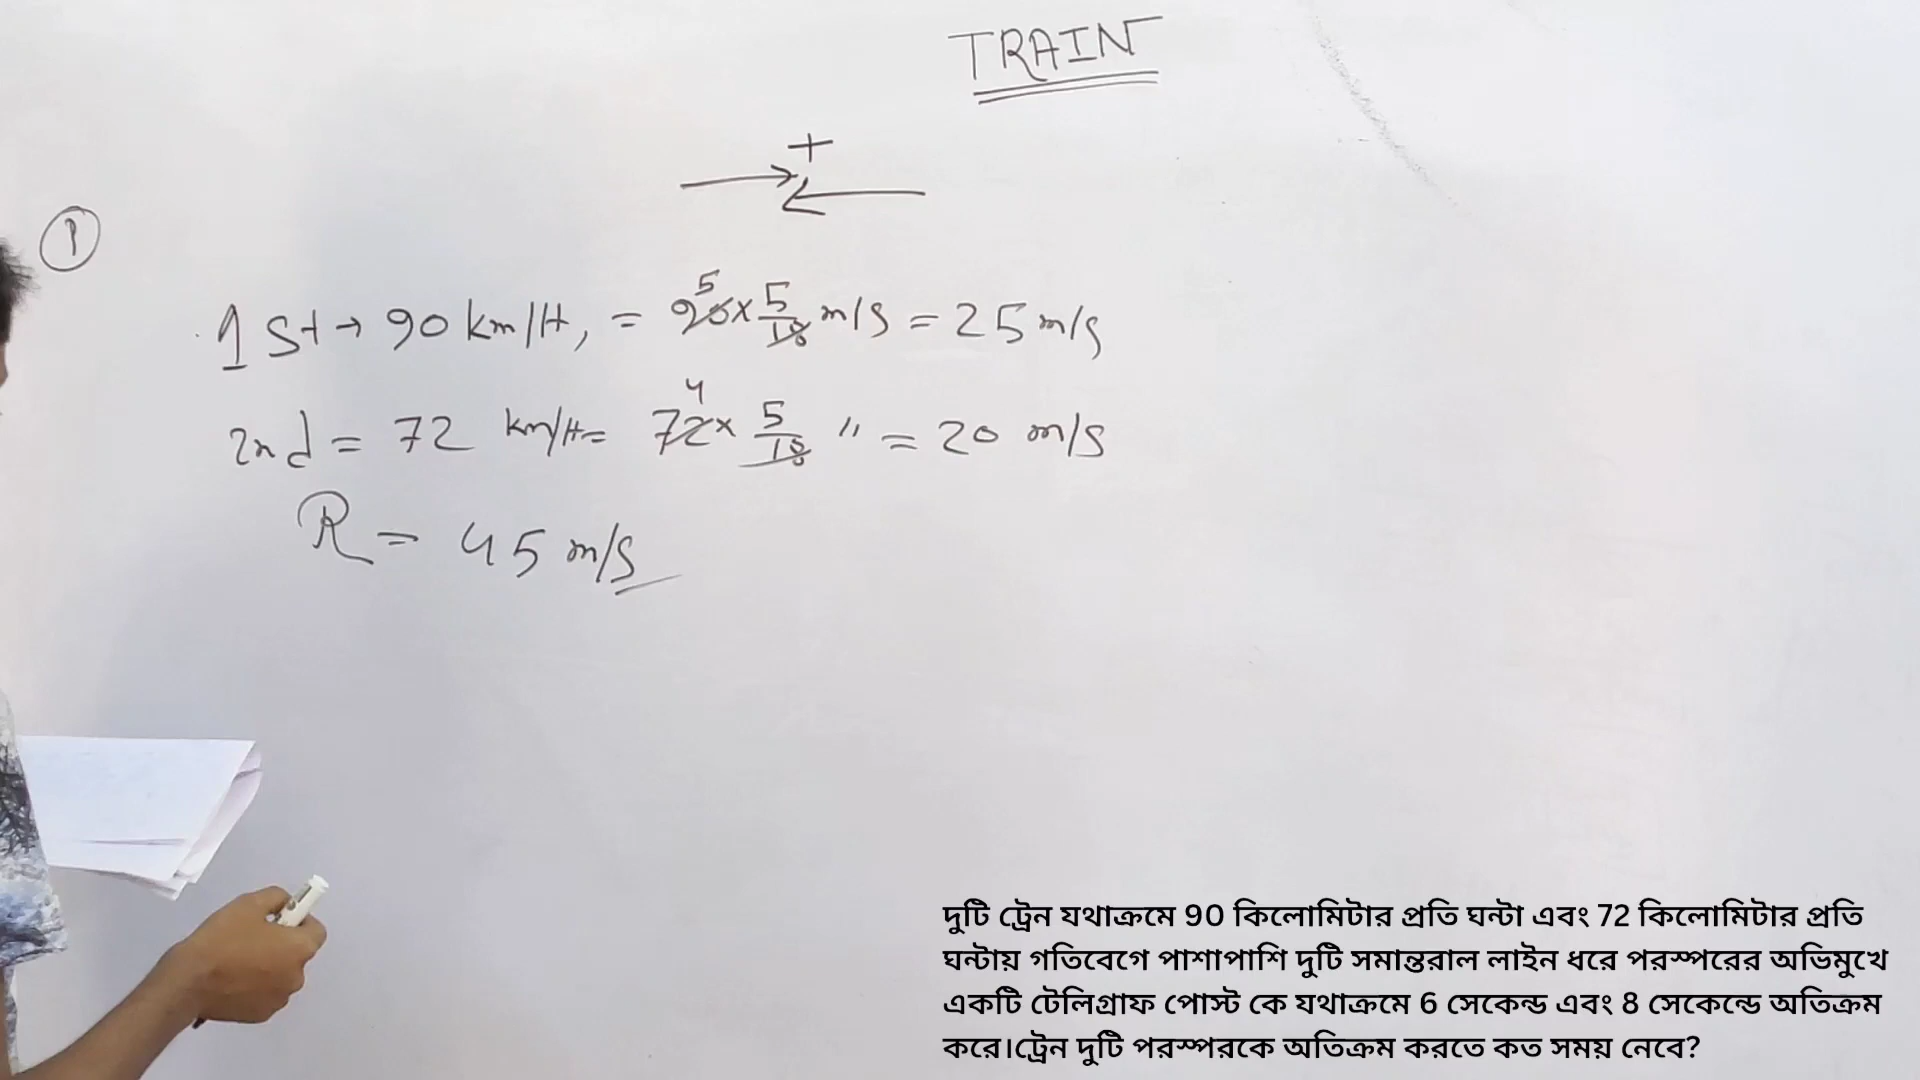 TRAIN
+
1
1st → 90 km/H, = 90 5 x 5/18 m/s = 25 m/s
2nd = 72 km/H = 72 4 x 5/18 " = 20 m/s
R = 45 m/s
দুটি ট্রেন যথাক্রমে 90 কিলোমিটার প্রতি ঘন্টা এবং 72 কিলোমিটার প্রতি
ঘন্টায় গতিবেগে পাশাপাশি দুটি সমান্তরাল লাইন ধরে পরস্পরের অভিমুখে
একটি টেলিগ্রাফ পোস্ট কে যথাক্রমে 6 সেকেন্ড এবং 8 সেকেন্ডে অতিক্রম
করে।ট্রেন দুটি পরস্পরকে অতিক্রম করতে কত সময় নেবে?